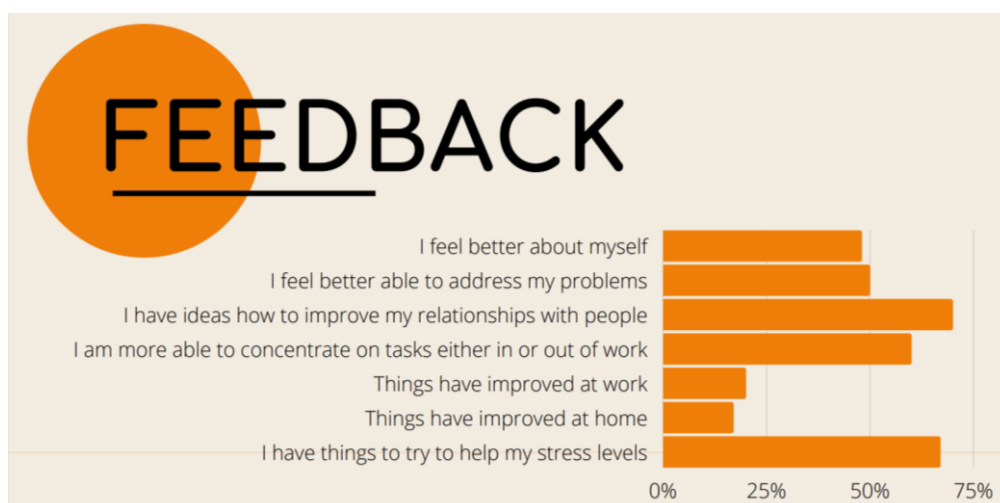 FEEDBACK
I feel better about myself
I feel better able to address my problems
I have ideas how to improve my relationships with people
I am more able to concentrate on tasks either in or out of work
Things have improved at work
Things have improved at home
I have things to try to help my stress levels
0% 25% 50% 75%